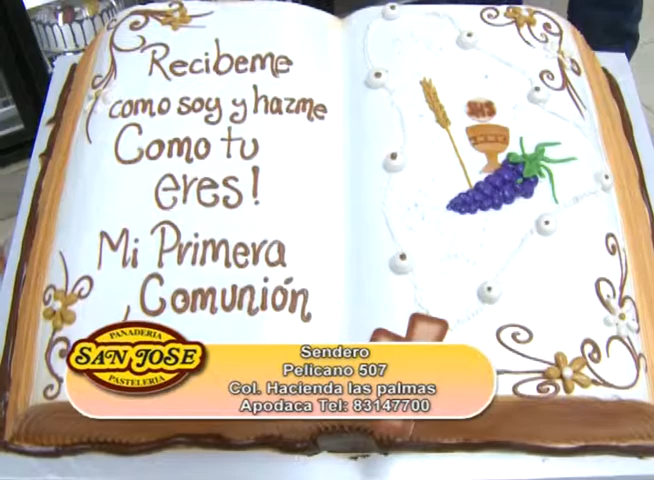 Recibeme
como soy y hazme
Como tu
eres!
Mi Primera
Comunión
JHS
PANADERIA
SAN JOSE
PASTELERIA
Sendero
Pelicano 507
Col. Hacienda las palmas
Apodaca Tel: 83147700